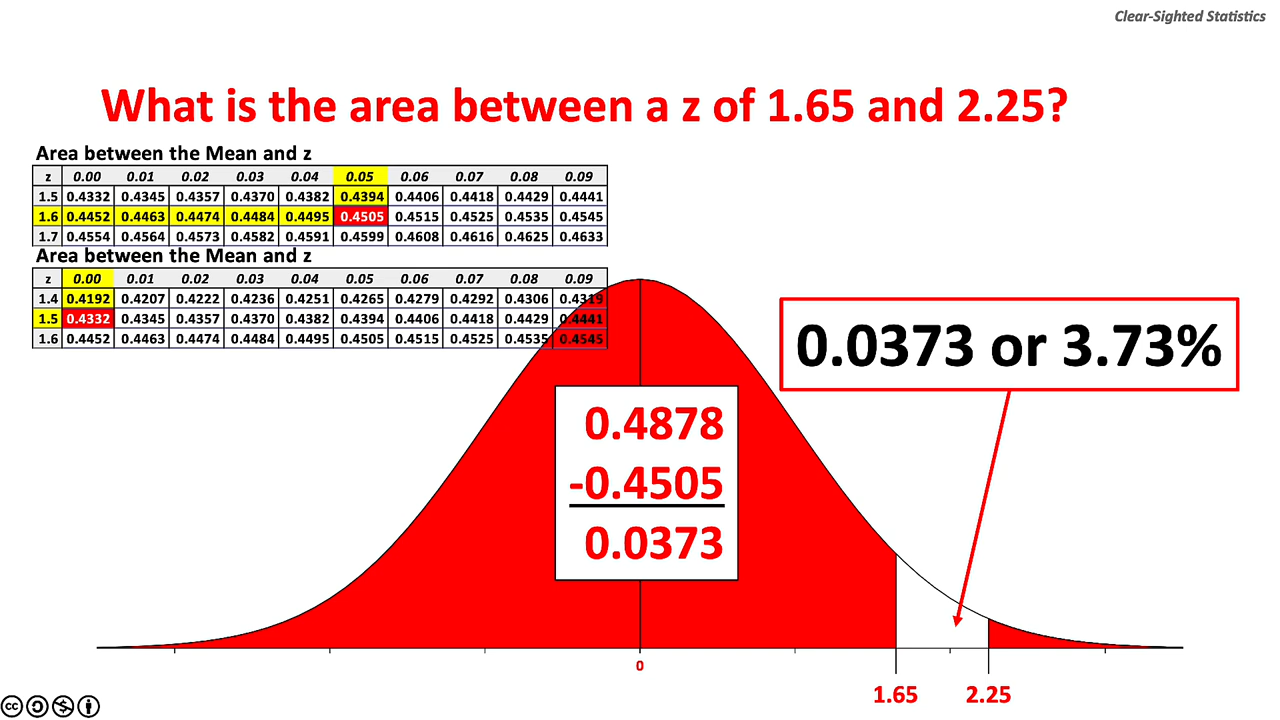 Clear-Sighted Statistics
What is the area between a z of 1.65 and 2.25?
Area between the Mean and z
z 0.00 0.01 0.02 0.03 0.04 0.05 0.06 0.07 0.08 0.09
1.5 0.4332 0.4345 0.4357 0.4370 0.4382 0.4394 0.4406 0.4418 0.4429 0.4441
1.6 0.4452 0.4463 0.4474 0.4484 0.4495 0.4505 0.4515 0.4525 0.4535 0.4545
1.7 0.4554 0.4564 0.4573 0.4582 0.4591 0.4599 0.4608 0.4616 0.4625 0.4633
Area between the Mean and z
z 0.00 0.01 0.02 0.03 0.04 0.05 0.06 0.07 0.08 0.09
1.4 0.4192 0.4207 0.4222 0.4236 0.4251 0.4265 0.4279 0.4292 0.4306 0.4319
1.5 0.4332 0.4345 0.4357 0.4370 0.4382 0.4394 0.4406 0.4418 0.4429 0.4441
1.6 0.4452 0.4463 0.4474 0.4484 0.4495 0.4505 0.4515 0.4525 0.4535 0.4545
0.0373 or 3.73%
0.4878
-0.4505
0.0373
0
1.65 2.25
cc